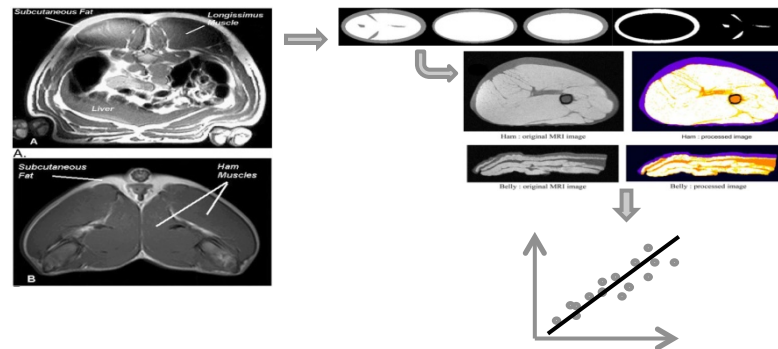 Subcutaneous Fat
Longissimus
Muscle
Liver
A
A.
Subcutaneous
Fat
Ham
Muscles
B
Ham : original MRI image
Ham : processed image
Belly : original MRI image
Belly : processed image